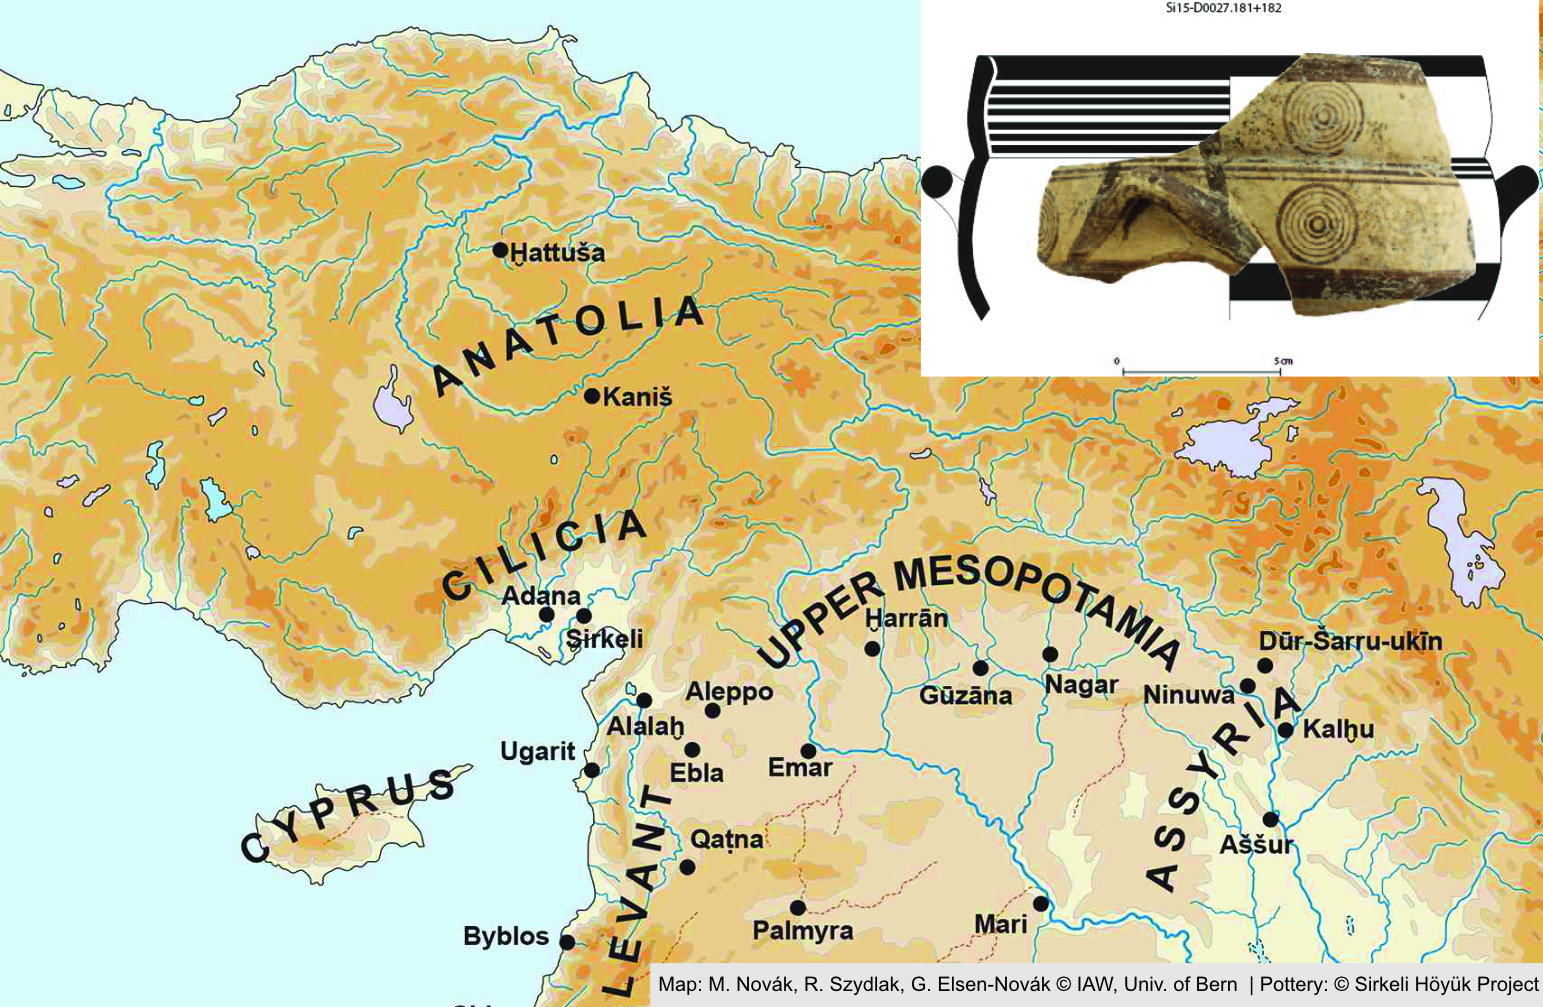 Si15-D0027.181+182
0 5 cm
Ḫattuša
ANATOLIA
Kaniš
CILICIA
Adana
Sirkeli
UPPER MESOPOTAMIA
Ḫarrān
Gūzāna
Nagar
Dūr-Šarru-ukīn
Ninuwa
ASSYRIA
Kalḫu
Aleppo
Alalaḫ
Ugarit
Ebla
Emar
CYPRUS
LEVANT
Qaṭna
Aššur
Palmyra
Mari
Byblos
Map: M. Novák, R. Szydlak, G. Elsen-Novák © IAW, Univ. of Bern | Pottery: © Sirkeli Höyük Project